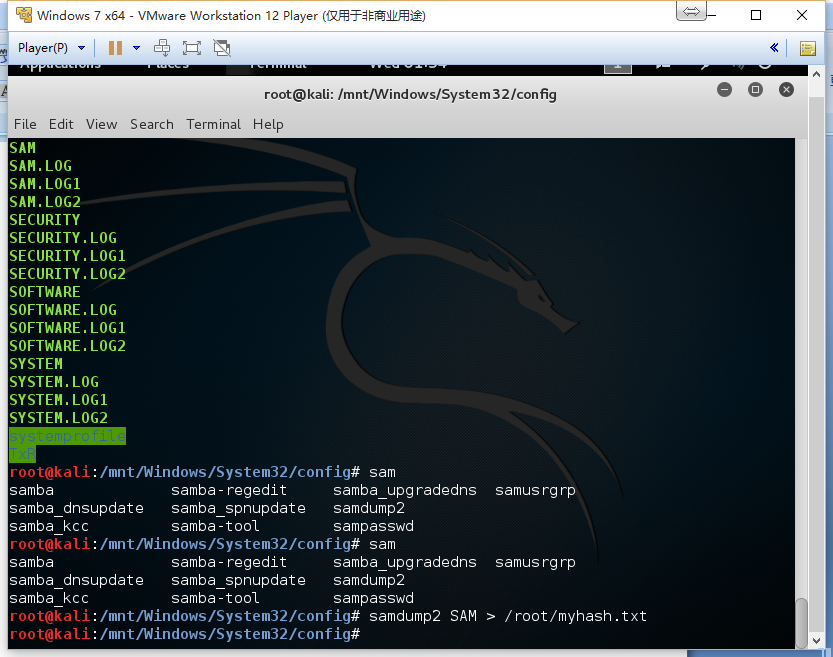 Windows 7 x64 - VMware Workstation 12 Player (仅用于非商业用途)
Player(P)
Applications Places Terminal Wed 01:54 1
root@kali: /mnt/Windows/System32/config
File Edit View Search Terminal Help
SAM
SAM.LOG
SAM.LOG1
SAM.LOG2
SECURITY
SECURITY.LOG
SECURITY.LOG1
SECURITY.LOG2
SOFTWARE
SOFTWARE.LOG
SOFTWARE.LOG1
SOFTWARE.LOG2
SYSTEM
SYSTEM.LOG
SYSTEM.LOG1
SYSTEM.LOG2
systemprofile
TxR
root@kali:/mnt/Windows/System32/config# sam
samba samba-regedit samba_upgradedns samusrgrp
samba_dnsupdate samba_spnupdate samdump2
samba_kcc samba-tool sampasswd
root@kali:/mnt/Windows/System32/config# sam
samba samba-regedit samba_upgradedns samusrgrp
samba_dnsupdate samba_spnupdate samdump2
samba_kcc samba-tool sampasswd
root@kali:/mnt/Windows/System32/config# samdump2 SAM > /root/myhash.txt
root@kali:/mnt/Windows/System32/config#